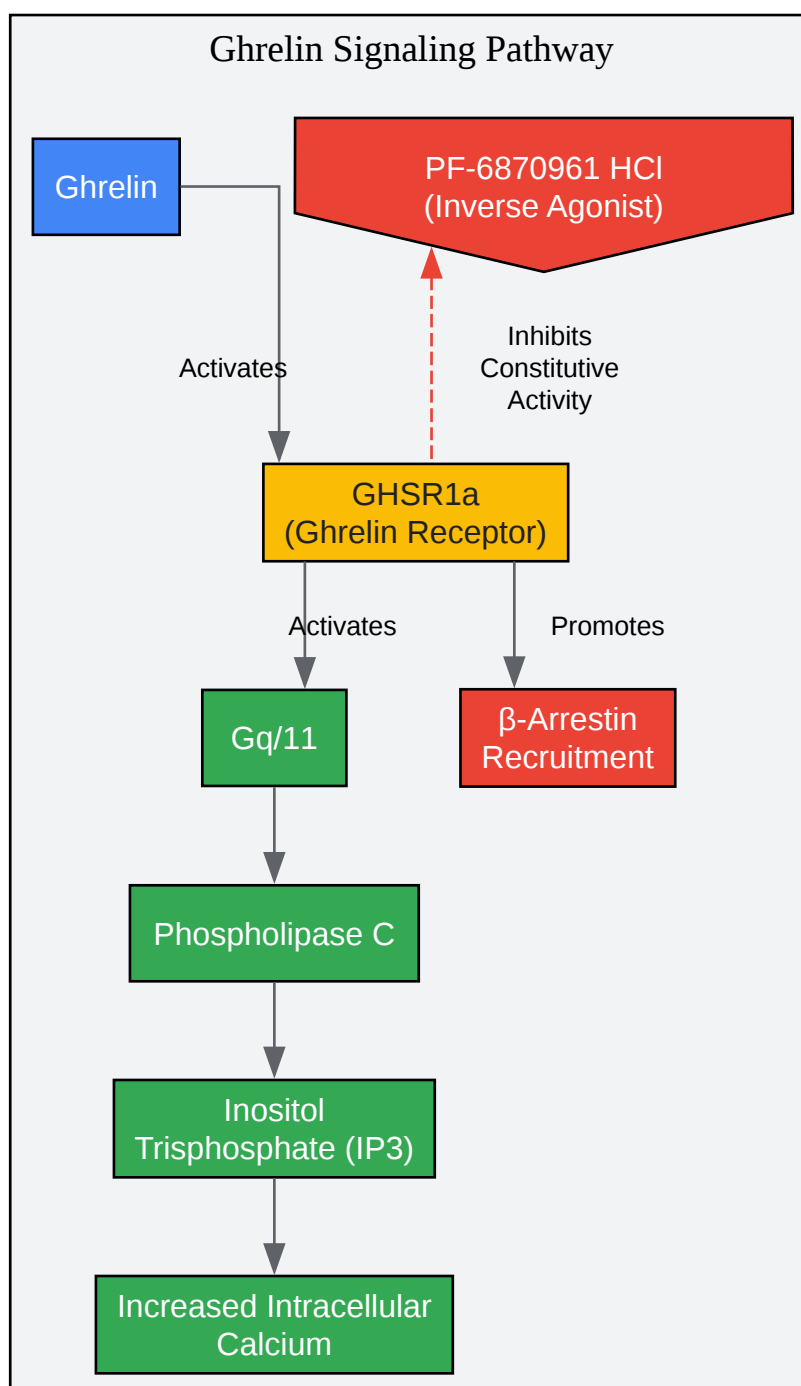 Ghrelin Signaling Pathway
Ghrelin
PF-6870961 HCl
(Inverse Agonist)
Activates
Inhibits
Constitutive
Activity
GHSR1a
(Ghrelin Receptor)
Activates
Promotes
Gq/11
β-Arrestin
Recruitment
Phospholipase C
Inositol
Trisphosphate (IP3)
Increased Intracellular
Calcium